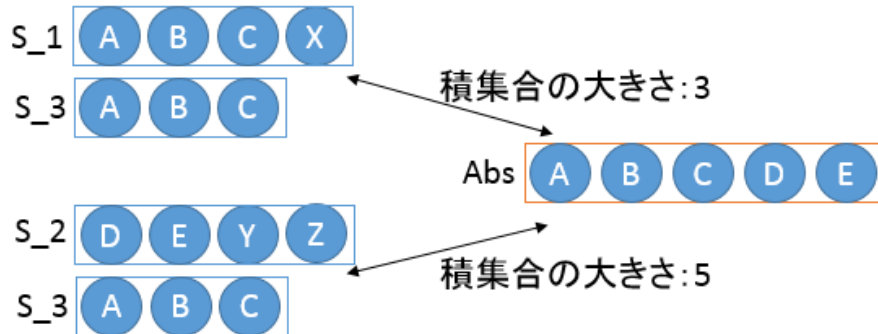 S_1 A B C X
積集合の大きさ:3
S_3 A B C
Abs A B C D E
S_2 D E Y Z
積集合の大きさ:5
S_3 A B C